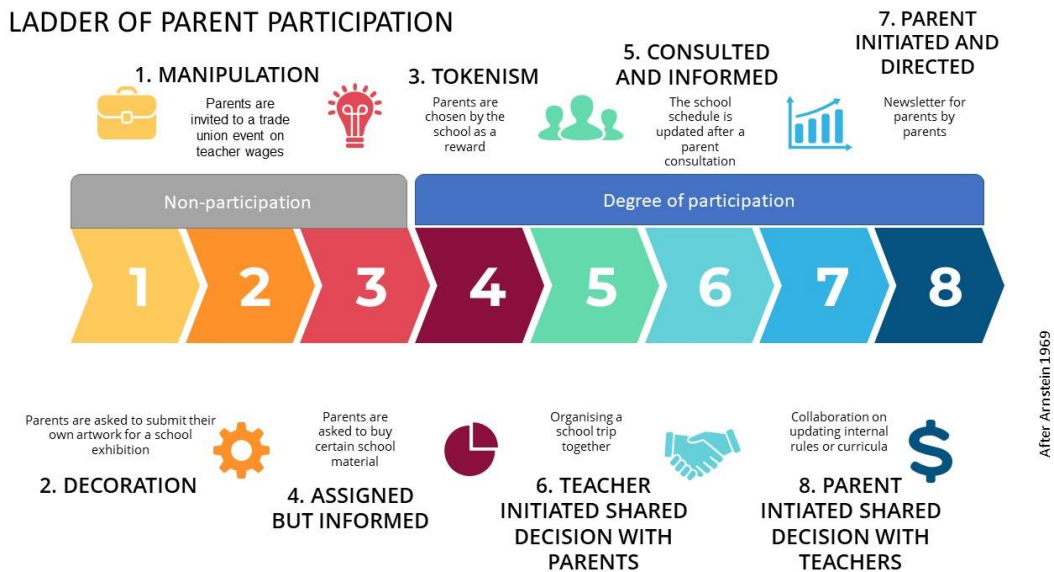 LADDER OF PARENT PARTICIPATION
1. MANIPULATION
Parents are
invited to a trade
union event on
teacher wages
3. TOKENISM
Parents are
chosen by the
school as a
reward
5. CONSULTED
AND INFORMED
The school
schedule is
updated after a
parent
consultation
7. PARENT
INITIATED AND
DIRECTED
Newsletter for
parents by
parents
Non-participation
Degree of participation
1
2
3
4
5
6
7
8
Parents are asked to submit their
own artwork for a school
exhibition
2. DECORATION
Parents are
asked to buy
certain school
material
4. ASSIGNED
BUT INFORMED
Organising a
school trip
together
6. TEACHER
INITIATED SHARED
DECISION WITH
PARENTS
Collaboration on
updating internal
rules or curricula
8. PARENT
INTIATED SHARED
DECISION WITH
TEACHERS
After Arnstein 1969